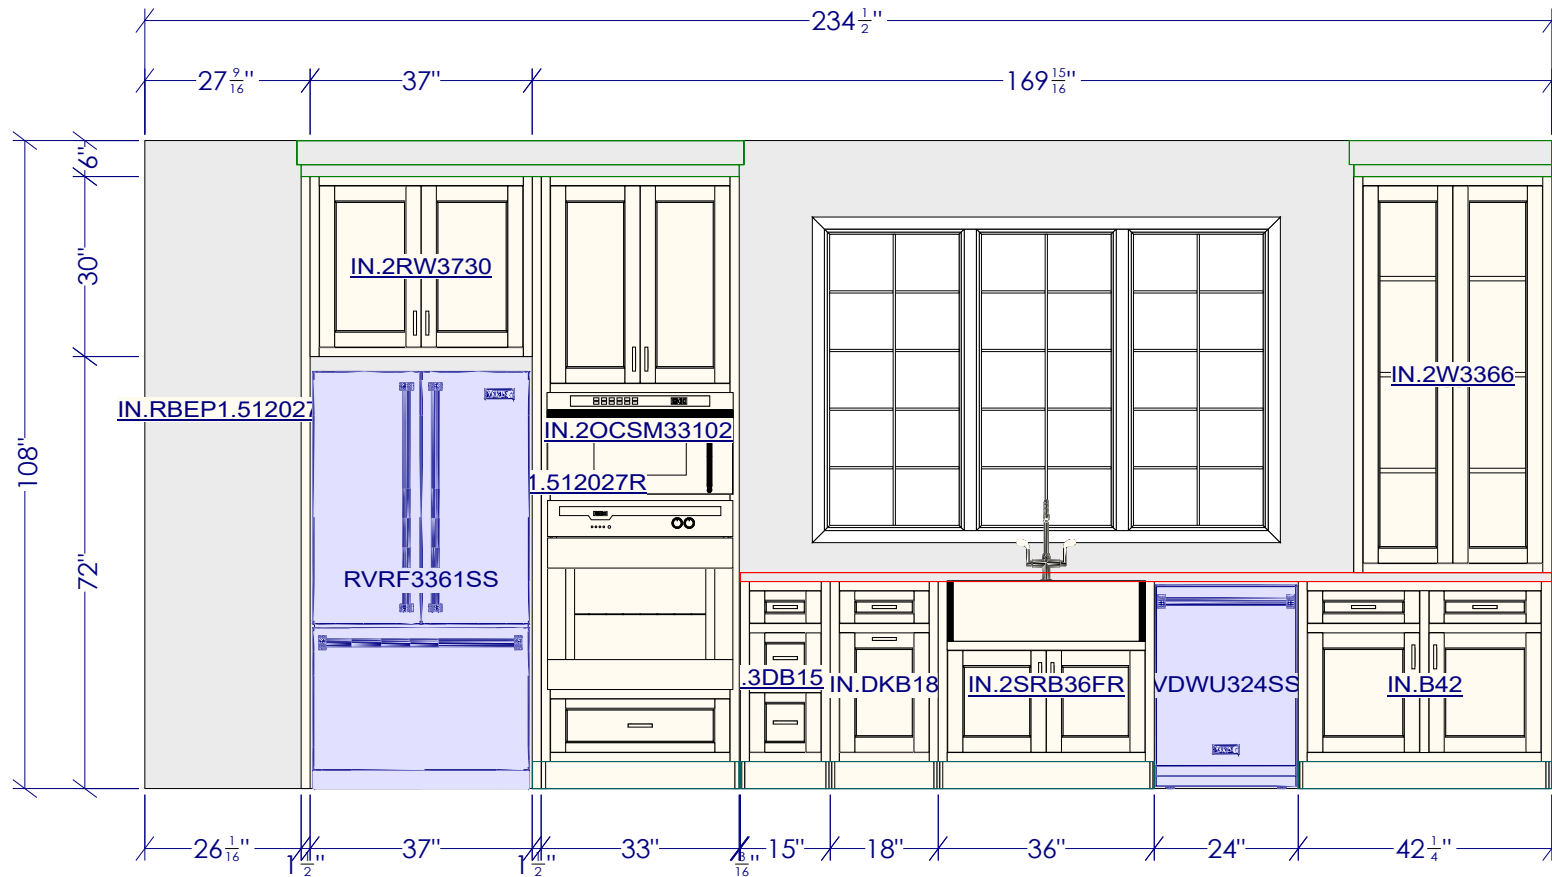 234 1/2"
27 9/16" 37" 169 15/16"
6"
30"
72"
108"
IN.2RW3730
IN.RBEP1.512027
IN.2OCSM33102
1.512027R
IN.2W3366
RVRF3361SS
.3DB15
IN.DKB18
IN.2SRB36FR
VDWU324SS
IN.B42
26 1/16" 1 1/2" 37" 1 1/2" 33" 3/16" 15" 18" 36" 24" 42 1/4"